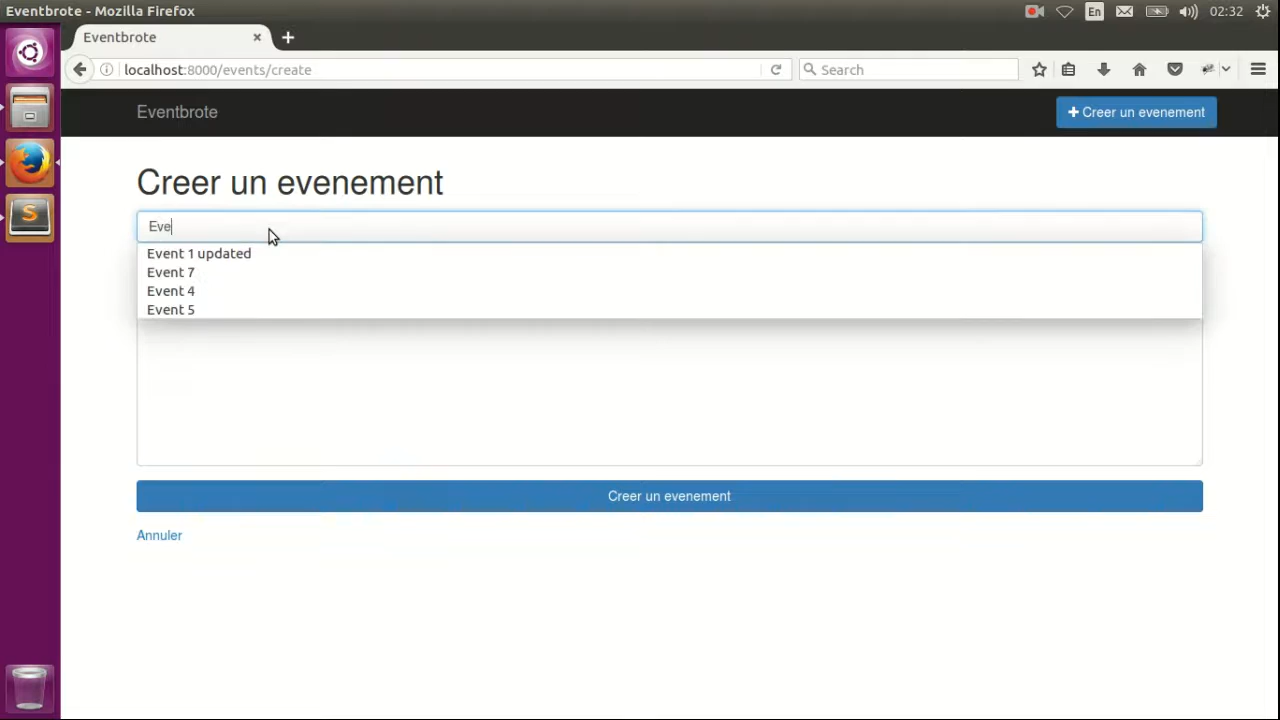 Eventbrote - Mozilla Firefox
En
02:32
Eventbrote
localhost:8000/events/create
Search
Eventbrote
Creer un evenement
Creer un evenement
Eve
Event 1 updated
Event 7
Event 4
Event 5
Creer un evenement
Annuler